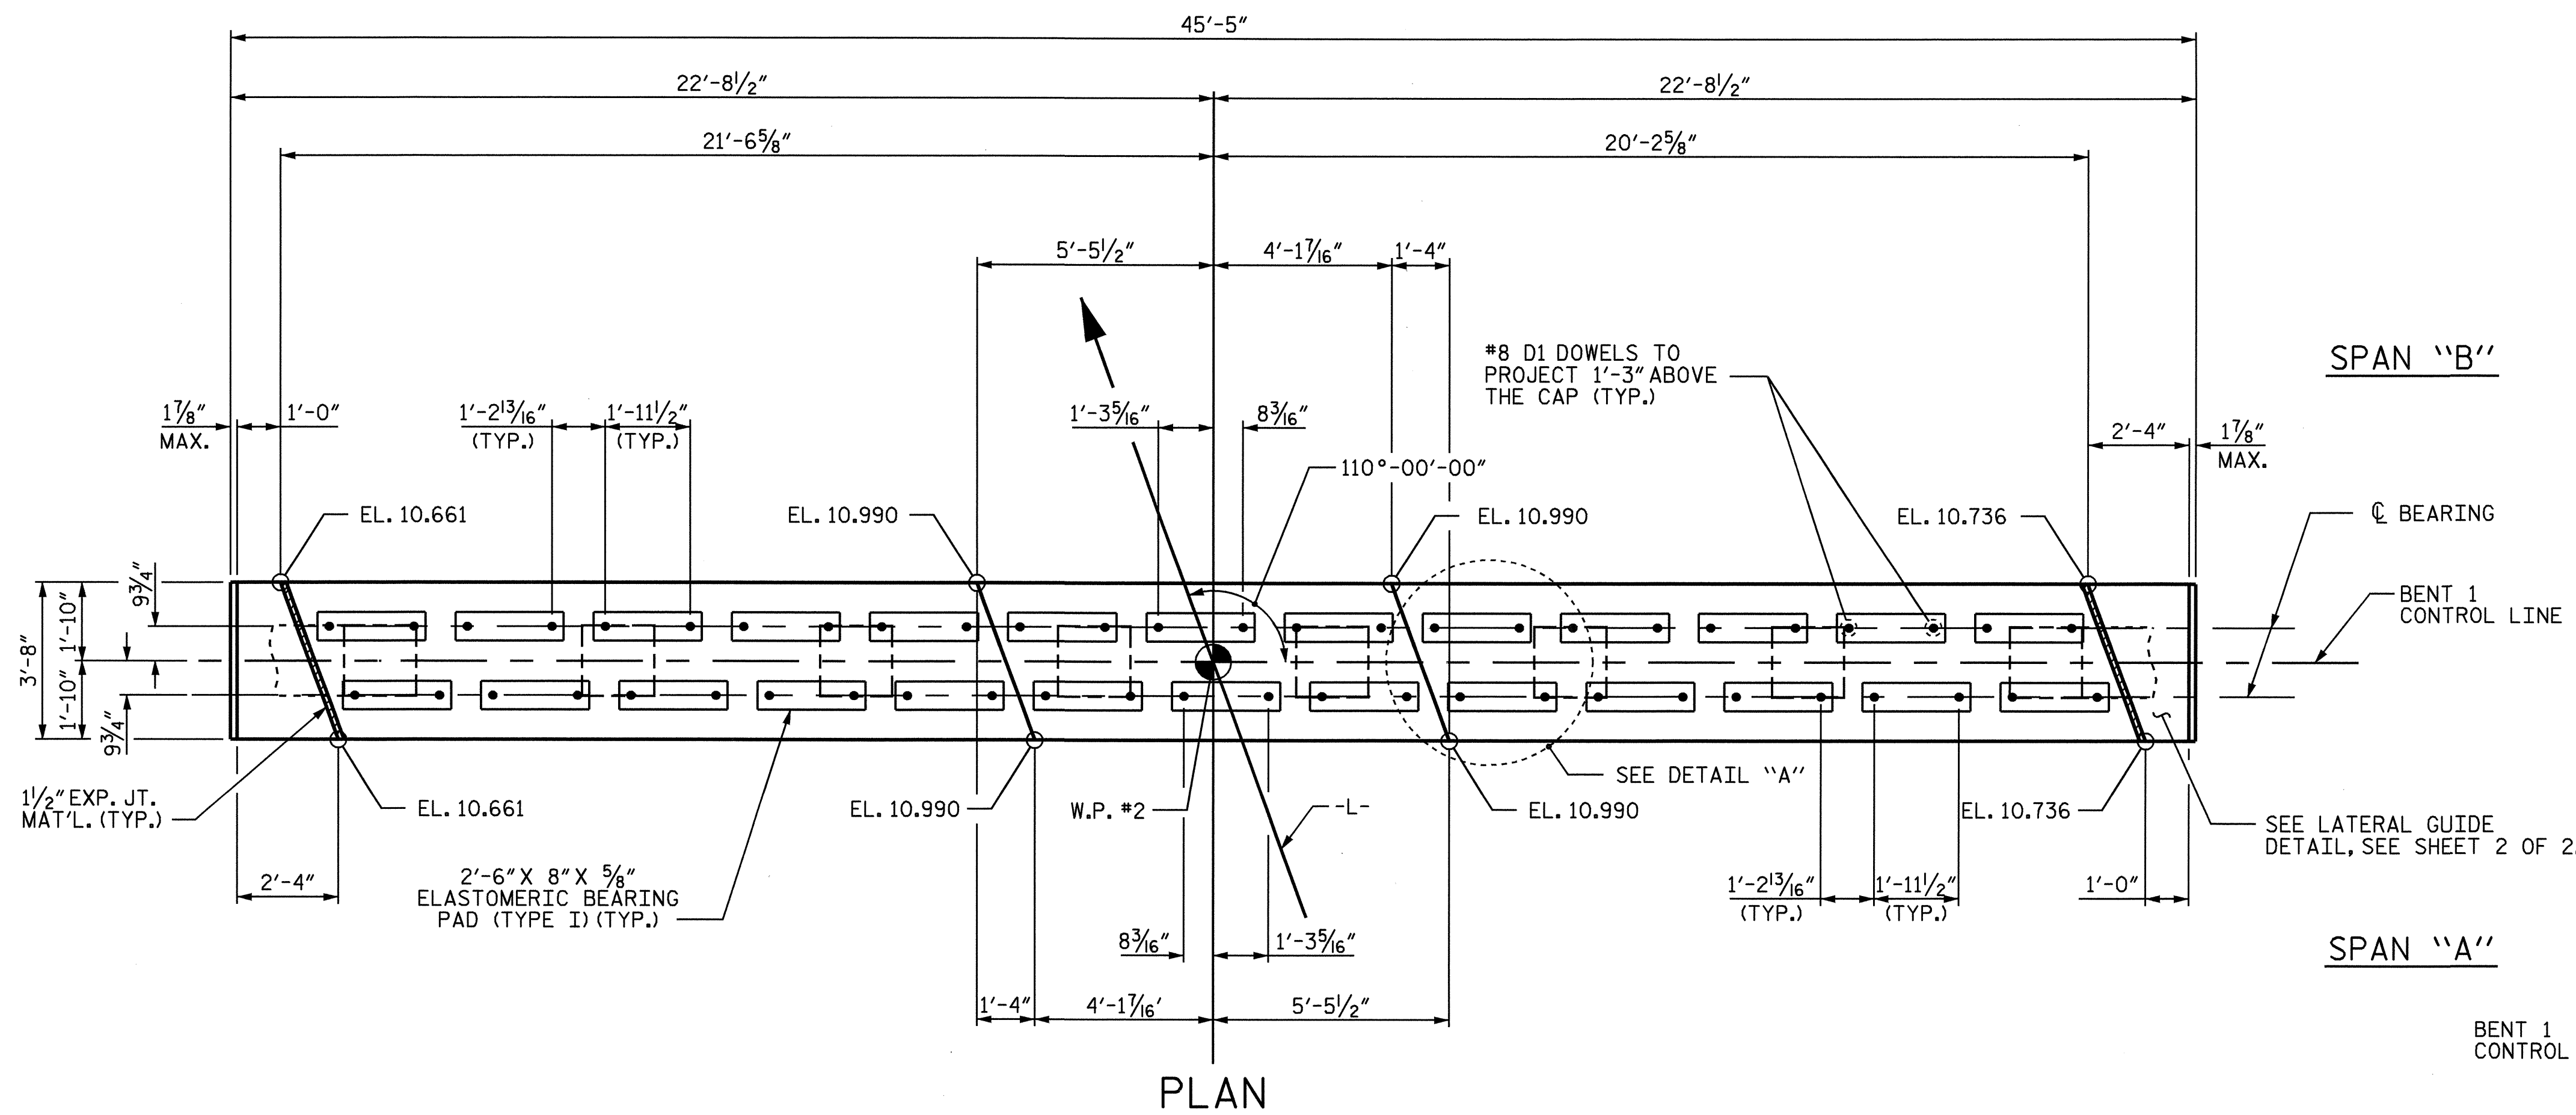 45'-5"
22'-8½"
22'-8½"
21'-6⅝"
20'-2⅝"
5'-5½"
4'-1⁷⁄₁₆"
1'-4"
#8 D1 DOWELS TO
PROJECT 1'-3" ABOVE
THE CAP (TYP.)
SPAN "B"
1⅞"
MAX.
1'-0"
1'-2¹³⁄₁₆"
(TYP.)
1'-11½"
(TYP.)
1'-3⁵⁄₁₆"
8³⁄₁₆"
110°-00'-00"
2'-4"
1⅞"
MAX.
EL. 10.661
EL. 10.990
EL. 10.990
EL. 10.736
℄ BEARING
BENT 1
CONTROL LINE
3'-8"
1'-10"
1'-10"
9¾"
9¾"
1½" EXP. JT.
MAT'L. (TYP.)
EL. 10.661
EL. 10.990
W.P. #2
-L-
EL. 10.990
SEE DETAIL "A"
EL. 10.736
SEE LATERAL GUIDE
DETAIL, SEE SHEET 2 OF 2
2'-4"
2'-6" X 8" X ⅝"
ELASTOMERIC BEARING
PAD (TYPE I) (TYP.)
1'-2¹³⁄₁₆"
(TYP.)
1'-11½"
(TYP.)
1'-0"
8³⁄₁₆"
1'-3⁵⁄₁₆"
SPAN "A"
1'-4"
4'-1⁷⁄₁₆'
5'-5½"
BENT 1
CONTROL
PLAN